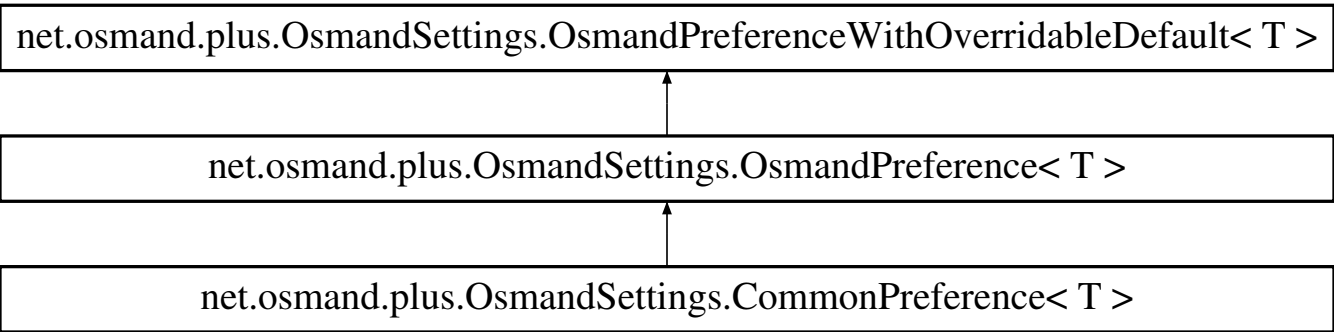 net.osmand.plus.OsmandSettings.OsmandPreferenceWithOverridableDefault< T >
net.osmand.plus.OsmandSettings.OsmandPreference< T >
net.osmand.plus.OsmandSettings.CommonPreference< T >